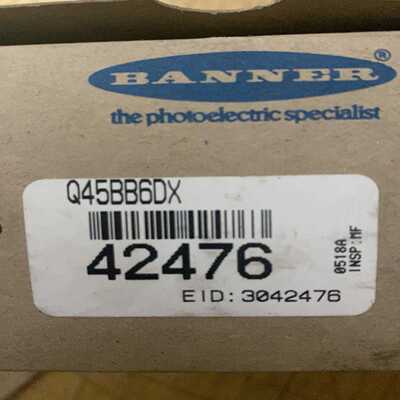 BANNER®
the photoelectric specialist
Q45BB6DX
42476
EID: 3042476
0518A
INSP:MF